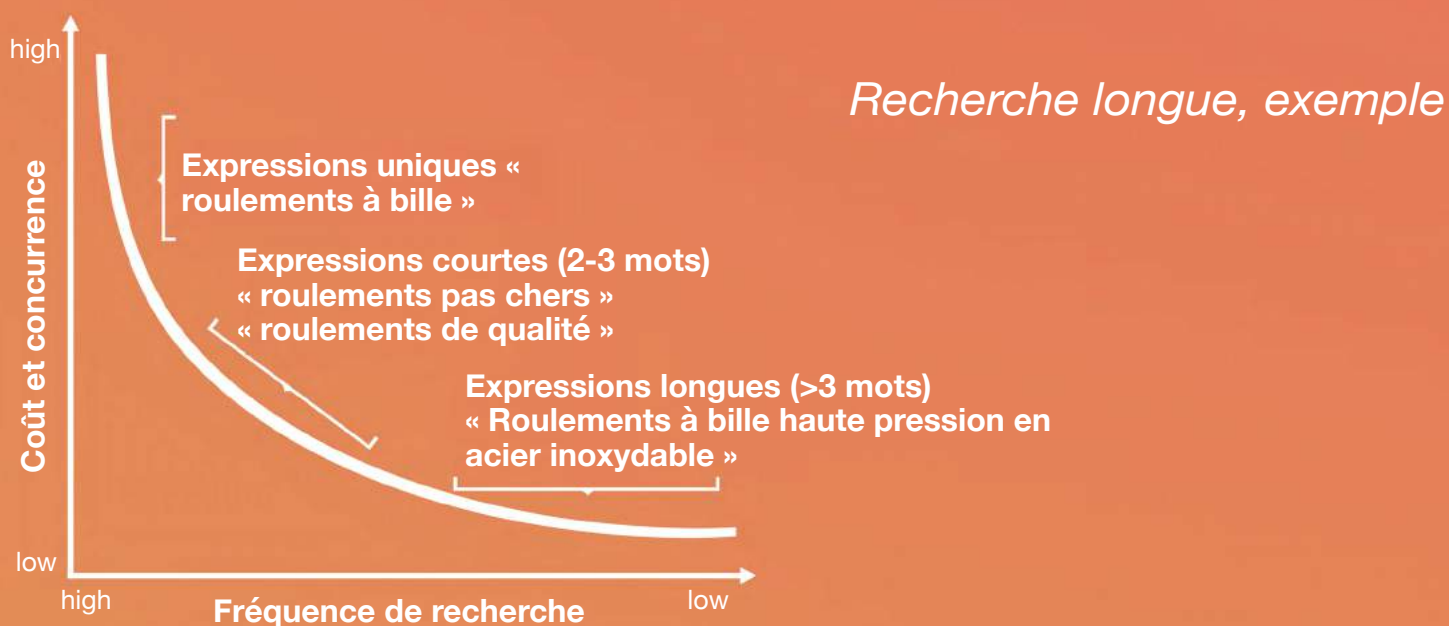 high
Recherche longue, exemple
Coût et concurrence
Expressions uniques «
roulements à bille »
Expressions courtes (2-3 mots)
« roulements pas chers »
« roulements de qualité »
Expressions longues (>3 mots)
« Roulements à bille haute pression en
acier inoxydable »
low
high
Fréquence de recherche
low